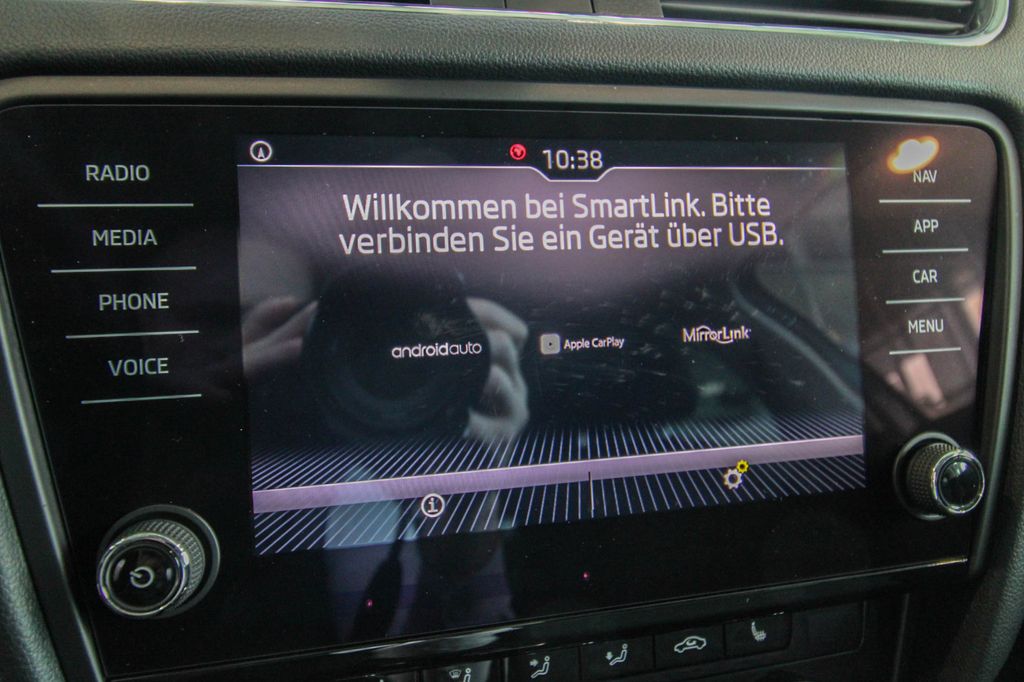 10:38
RADIO
MEDIA
PHONE
VOICE
Willkommen bei SmartLink. Bitte
verbinden Sie ein Gerät über USB.
androidauto
Apple CarPlay
MirrorLink
NAV
APP
CAR
MENU